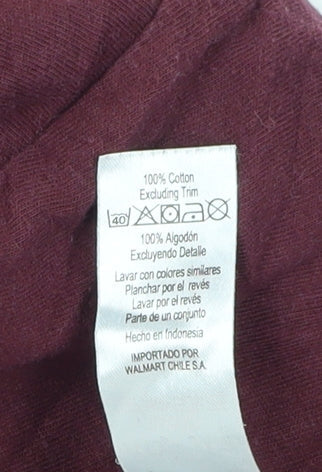 100% Cotton
Excluding Trim
40
100% Algodón
Excluyendo Detalle
Lavar con colores similares
Planchar por el revés
Lavar por el revés
Parte de un conjunto
Hecho en Indonesia
IMPORTADO POR
WALMART CHILE S.A.